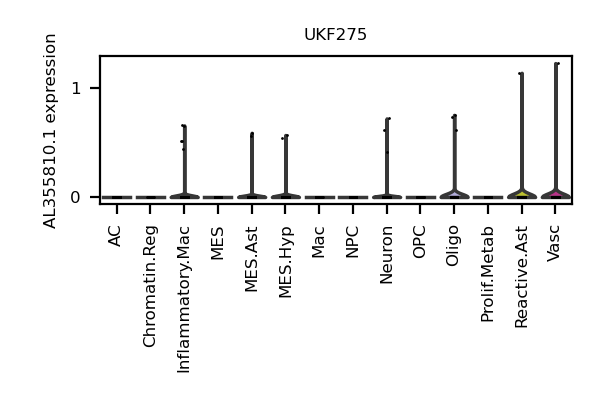 UKF275
AL355810.1 expression
1
0
AC
Chromatin.Reg
Inflammatory.Mac
MES
MES.Ast
MES.Hyp
Mac
NPC
Neuron
OPC
Oligo
Prolif.Metab
Reactive.Ast
Vasc